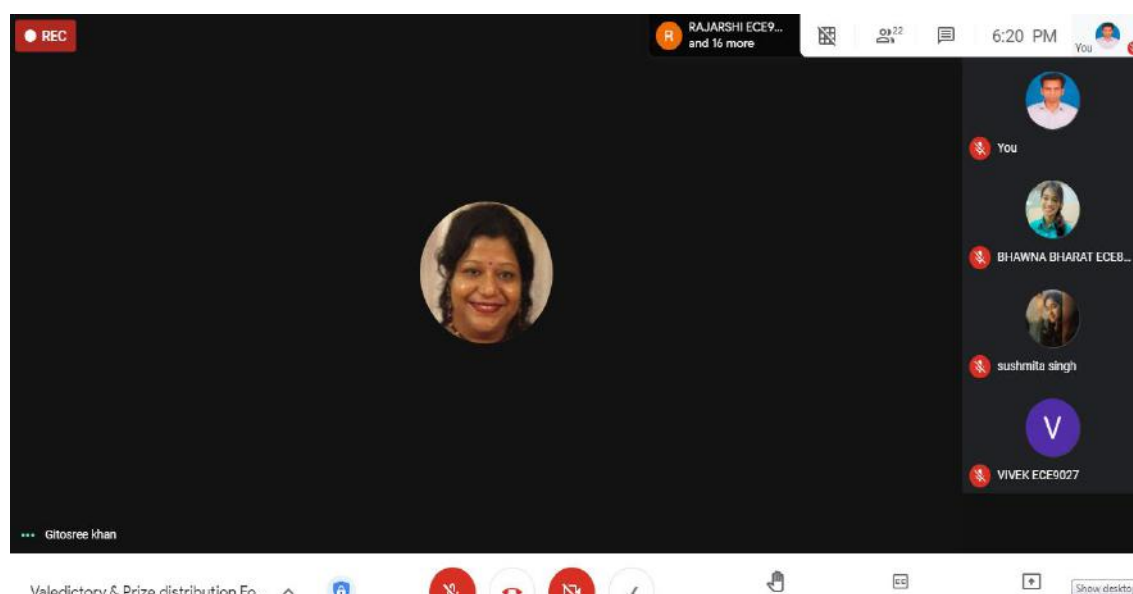 REC
R
RAJARSHI ECE9...
and 16 more
22
6:20 PM
You
You
BHAWNA BHARAT ECE8...
sushmita singh
V
VIVEK ECE9027
Gitosree khan
Valedictory & Prize distribution Fo...
CC
Show deskto